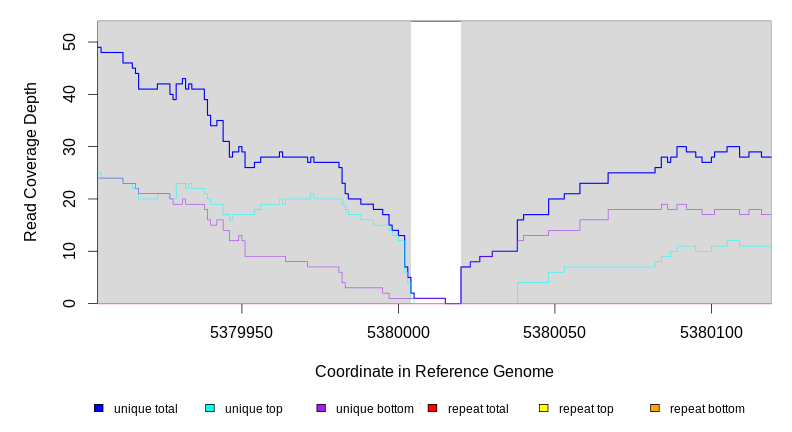 50
40
30
20
10
0
Read Coverage Depth
5379950 5380000 5380050 5380100
Coordinate in Reference Genome
unique total unique top unique bottom repeat total repeat top repeat bottom